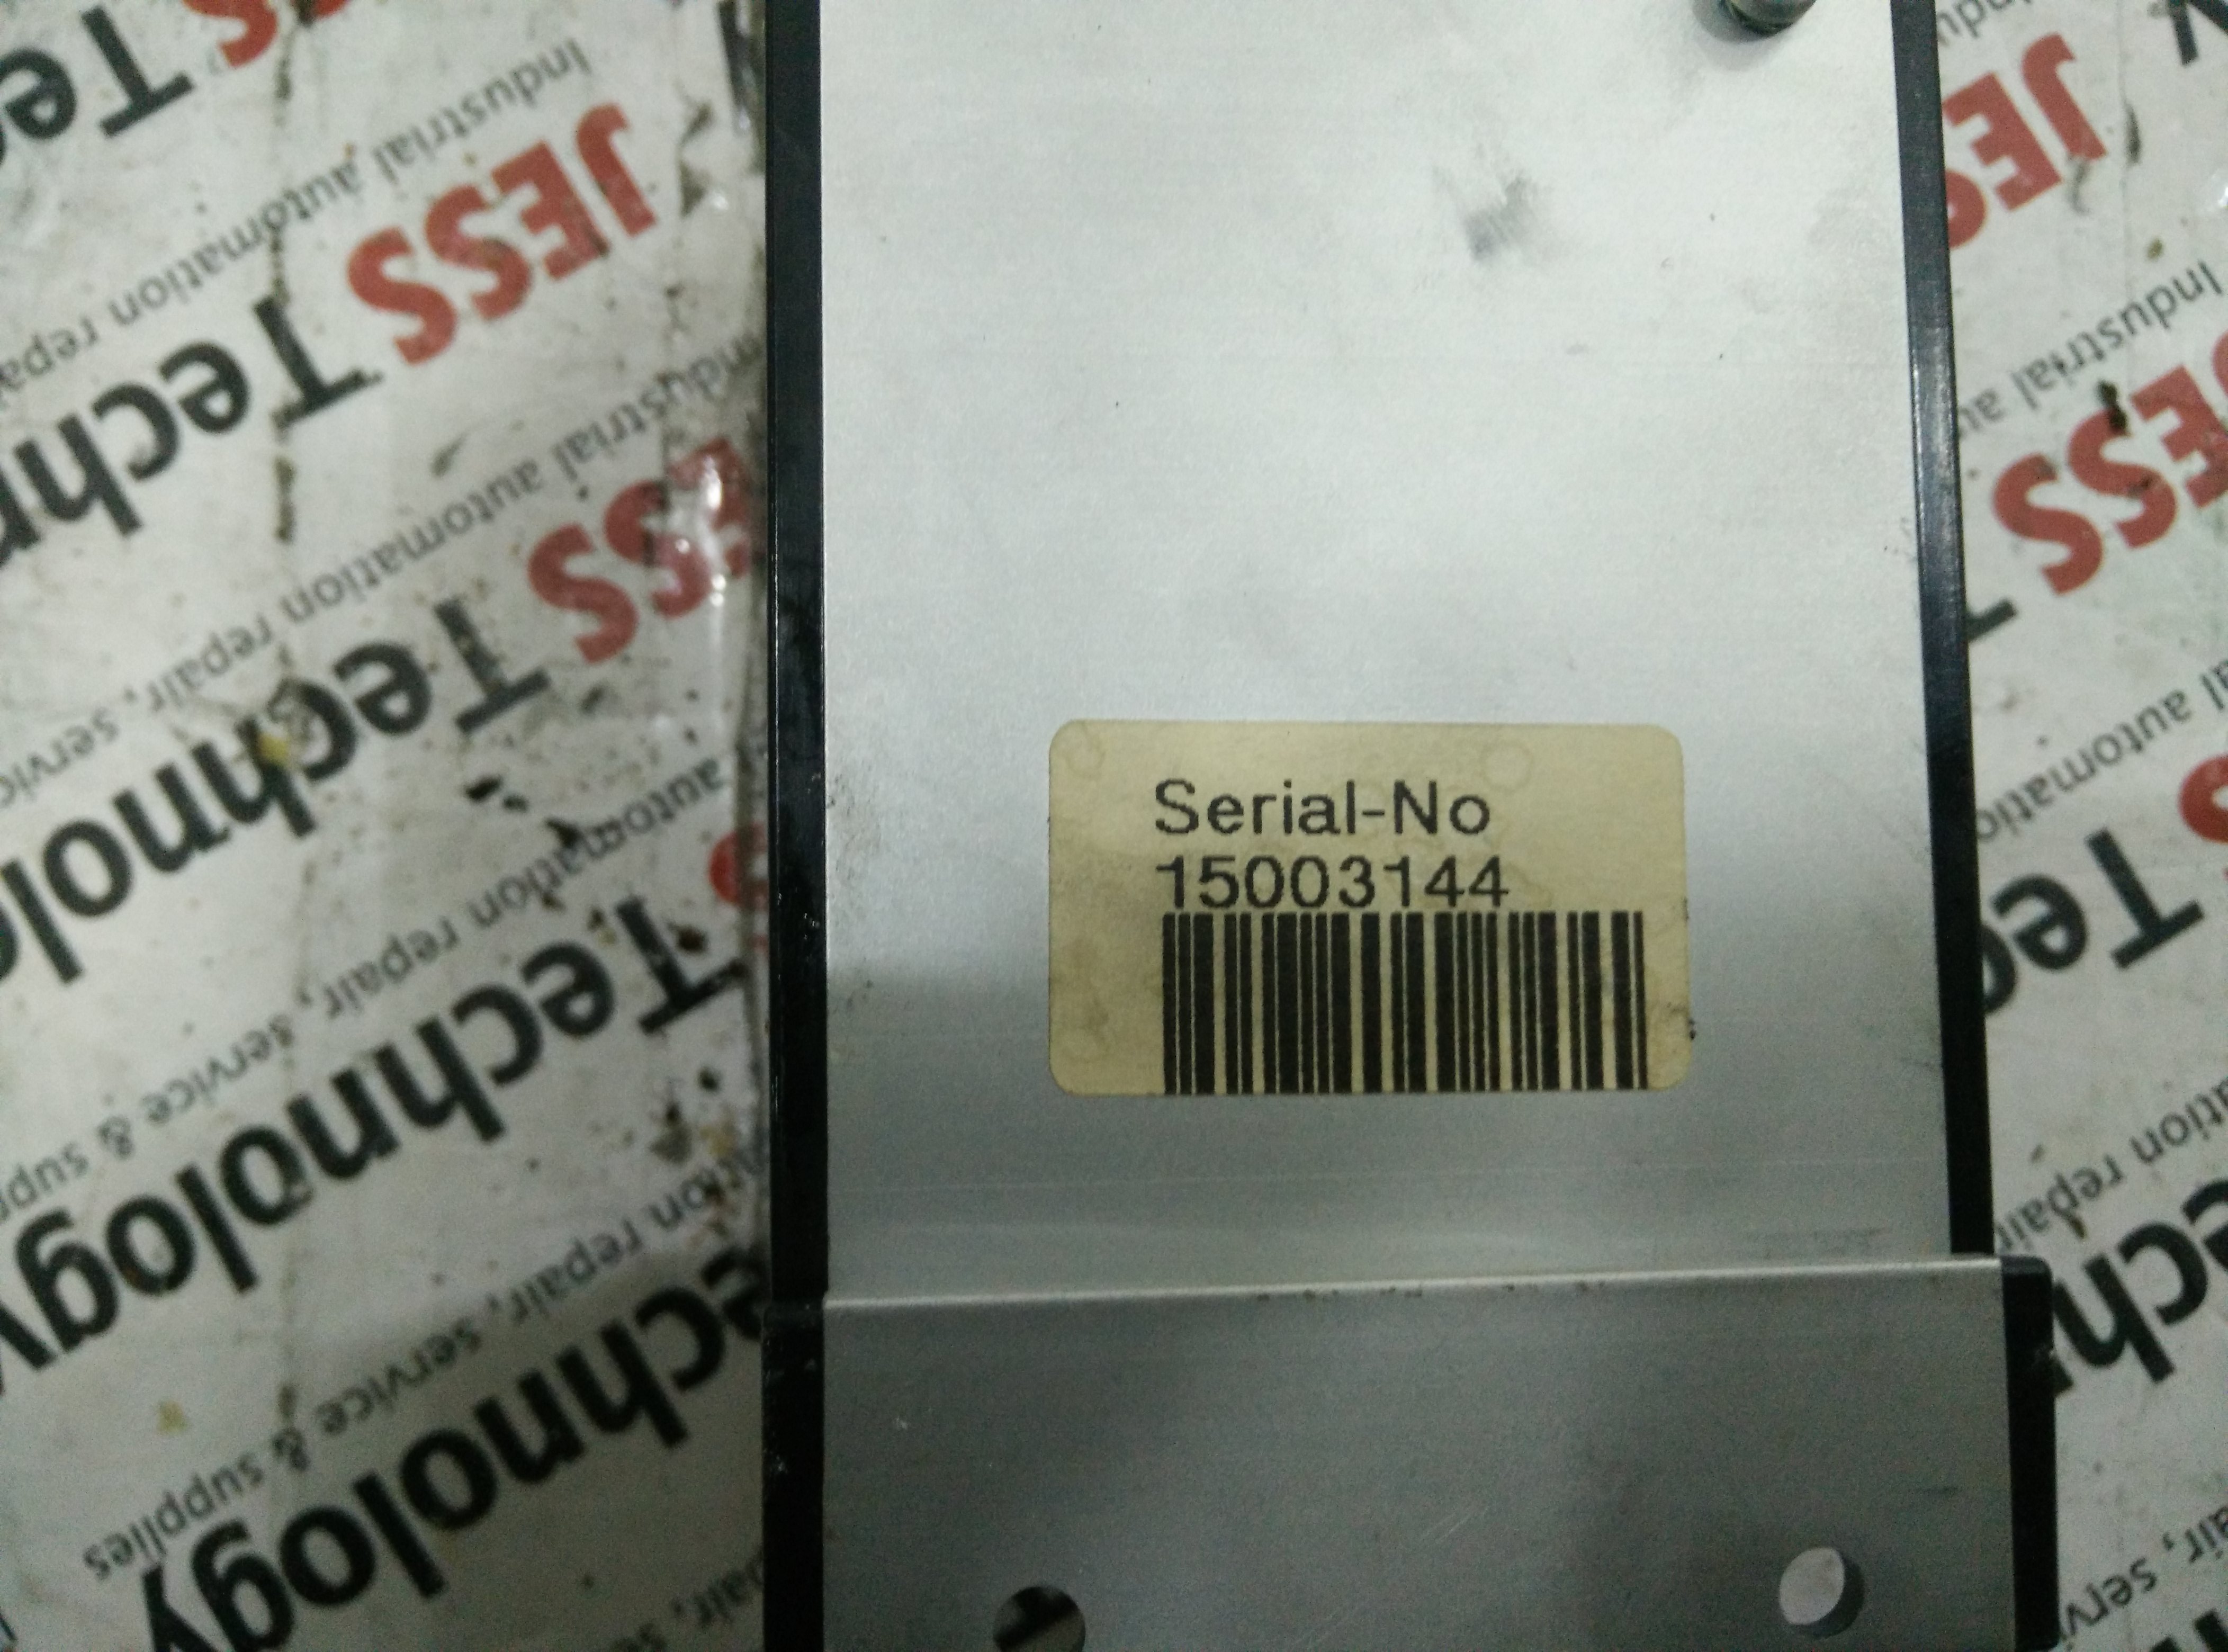 Serial-No
15003144
JESS Technology
Industrial automation repair, service & supplies